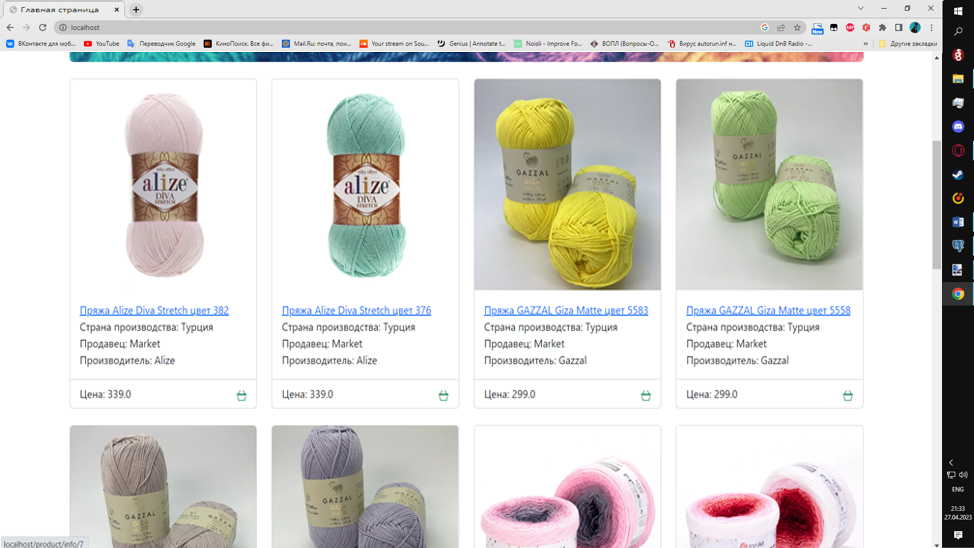 Главная страница
localhost
ВКонтакте для моб...
YouTube
Переводчик Google
КиноПоиск. Все фи...
Mail.Ru: почта, пои...
Your stream on Sou...
Genius | Annotate t...
Noisli - Improve Fo...
ВОПЛ (Вопросы-О...
Вирус autorun.inf н...
Liquid DnB Radio -...
»
Другие закладки
New
alize
DIVA
STRETCH
alize
DIVA
STRETCH
GAZZAL
GAZZAL
GAZZAL
Пряжа Alize Diva Stretch цвет 382
Страна производства: Турция
Продавец: Market
Производитель: Alize
Цена: 339.0
Пряжа Alize Diva Stretch цвет 376
Страна производства: Турция
Продавец: Market
Производитель: Alize
Цена: 339.0
Пряжа GAZZAL Giza Matte цвет 5583
Страна производства: Турция
Продавец: Market
Производитель: Gazzal
Цена: 299.0
Пряжа GAZZAL Giza Matte цвет 5558
Страна производства: Турция
Продавец: Market
Производитель: Gazzal
Цена: 299.0
GAZZAL
GAZZAL
localhost/product/info/7
ENG
21:33
27.04.2023